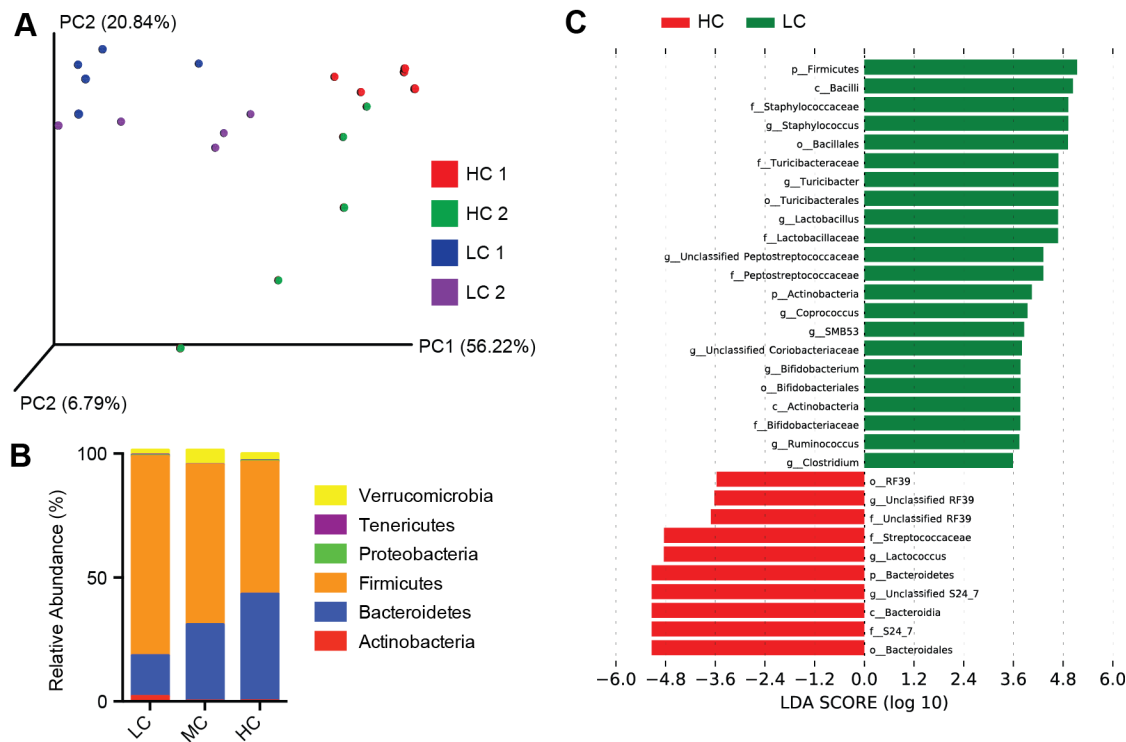 A
PC2 (20.84%)
HC 1
HC 2
LC 1
LC 2
PC1 (56.22%)
PC2 (6.79%)
B
Relative Abundance (%)
100
50
0
LC
MC
HC
Verrucomicrobia
Tenericutes
Proteobacteria
Firmicutes
Bacteroidetes
Actinobacteria
C
HC
LC
p__Firmicutes
c__Bacilli
f__Staphylococcaceae
g__Staphylococcus
o__Bacillales
f__Turicibacteraceae
g__Turicibacter
o__Turicibacterales
g__Lactobacillus
f__Lactobacillaceae
g__Unclassified Peptostreptococcaceae
f__Peptostreptococcaceae
p__Actinobacteria
g__Coprococcus
g__SMB53
g__Unclassified Coriobacteriaceae
g__Bifidobacterium
o__Bifidobacteriales
c__Actinobacteria
f__Bifidobacteriaceae
g__Ruminococcus
g__Clostridium
o__RF39
g__Unclassified RF39
f__Unclassified RF39
f__Streptococcaceae
g__Lactococcus
p__Bacteroidetes
g__Unclassified S24_7
c__Bacteroidia
f__S24_7
o__Bacteroidales
−6.0 −4.8 −3.6 −2.4 −1.2 0.0 1.2 2.4 3.6 4.8 6.0
LDA SCORE (log 10)